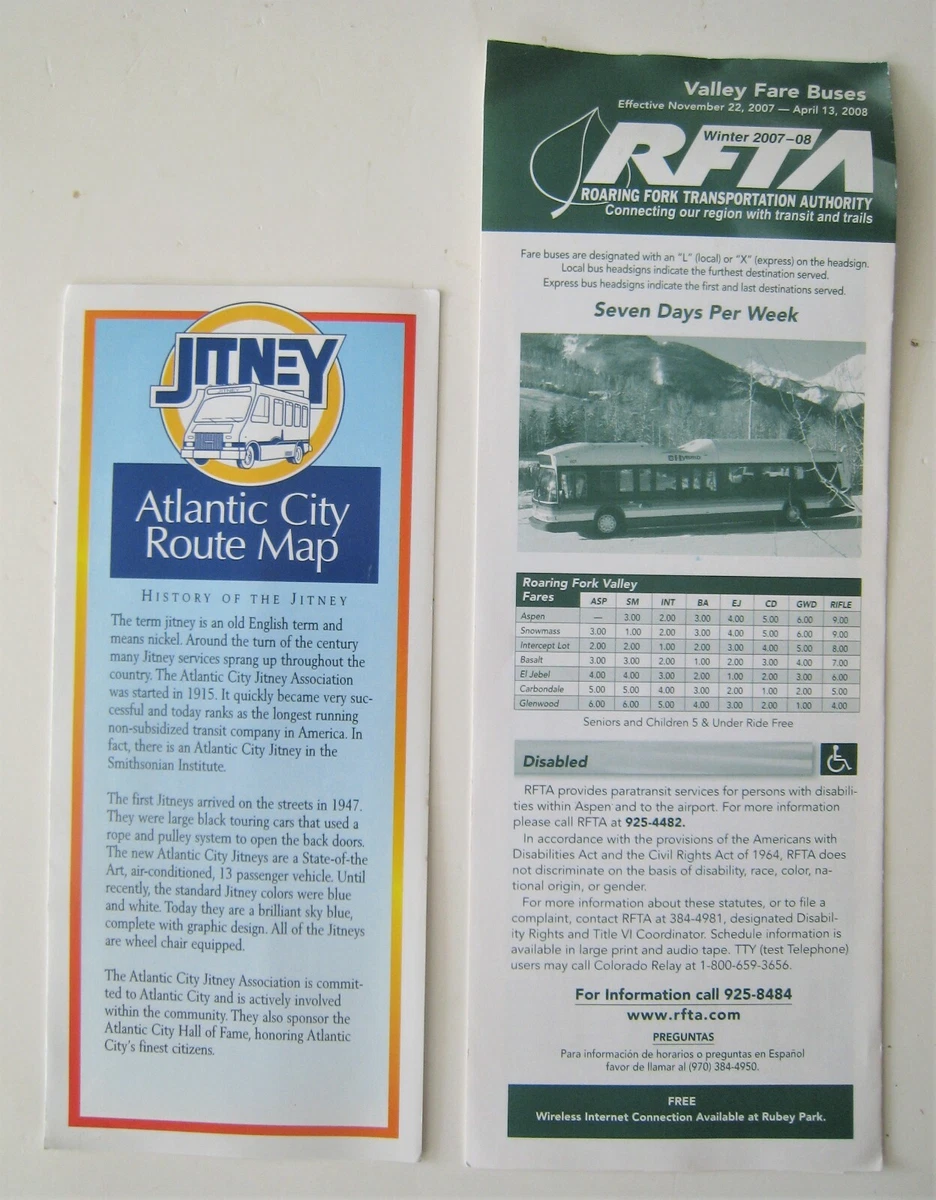 JITNEY
Atlantic City
Route Map
HISTORY OF THE JITNEY
The term jitney is an old English term and
means nickel. Around the turn of the century
many Jitney services sprang up throughout the
country. The Atlantic City Jitney Association
was started in 1915. It quickly became very suc-
cessful and today ranks as the longest running
non-subsidized transit company in America. In
fact, there is an Atlantic City Jitney in the
Smithsonian Institute.
The first Jitneys arrived on the streets in 1947.
They were large black touring cars that used a
rope and pulley system to open the back doors.
The new Atlantic City Jitneys are a State-of-the
Art, air-conditioned, 13 passenger vehicle. Until
recently, the standard Jitney colors were blue
and white. Today they are a brilliant sky blue,
complete with graphic design. All of the Jitneys
are wheel chair equipped.
The Atlantic City Jitney Association is commit-
ted to Atlantic City and is actively involved
within the community. They also sponsor the
Atlantic City Hall of Fame, honoring Atlantic
City's finest citizens.
Valley Fare Buses
Effective November 22, 2007 — April 13, 2008
Winter 2007–08
RFTA
ROARING FORK TRANSPORTATION AUTHORITY
Connecting our region with transit and trails
Fare buses are designated with an "L" (local) or "X" (express) on the headsign.
Local bus headsigns indicate the furthest destination served.
Express bus headsigns indicate the first and last destinations served.
Seven Days Per Week
Roaring Fork Valley
Fares ASP SM INT BA EJ CD GWD RIFLE
Aspen — 3.00 2.00 3.00 4.00 5.00 6.00 9.00
Snowmass 3.00 1.00 2.00 3.00 4.00 5.00 6.00 9.00
Intercept Lot 2.00 2.00 1.00 2.00 3.00 4.00 5.00 8.00
Basalt 3.00 3.00 2.00 1.00 2.00 3.00 4.00 7.00
El Jebel 4.00 4.00 3.00 2.00 1.00 2.00 3.00 6.00
Carbondale 5.00 5.00 4.00 3.00 2.00 1.00 2.00 5.00
Glenwood 6.00 6.00 5.00 4.00 3.00 2.00 1.00 4.00
Seniors and Children 5 & Under Ride Free
Disabled
RFTA provides paratransit services for persons with disabili-
ties within Aspen and to the airport. For more information
please call RFTA at 925-4482.
In accordance with the provisions of the Americans with
Disabilities Act and the Civil Rights Act of 1964, RFTA does
not discriminate on the basis of disability, race, color, na-
tional origin, or gender.
For more information about these statutes, or to file a
complaint, contact RFTA at 384-4981, designated Disabil-
ity Rights and Title VI Coordinator. Schedule information is
available in large print and audio tape. TTY (test Telephone)
users may call Colorado Relay at 1-800-659-3656.
For Information call 925-8484
www.rfta.com
PREGUNTAS
Para información de horarios o preguntas en Español
favor de llamar al (970) 384-4950.
FREE
Wireless Internet Connection Available at Rubey Park.